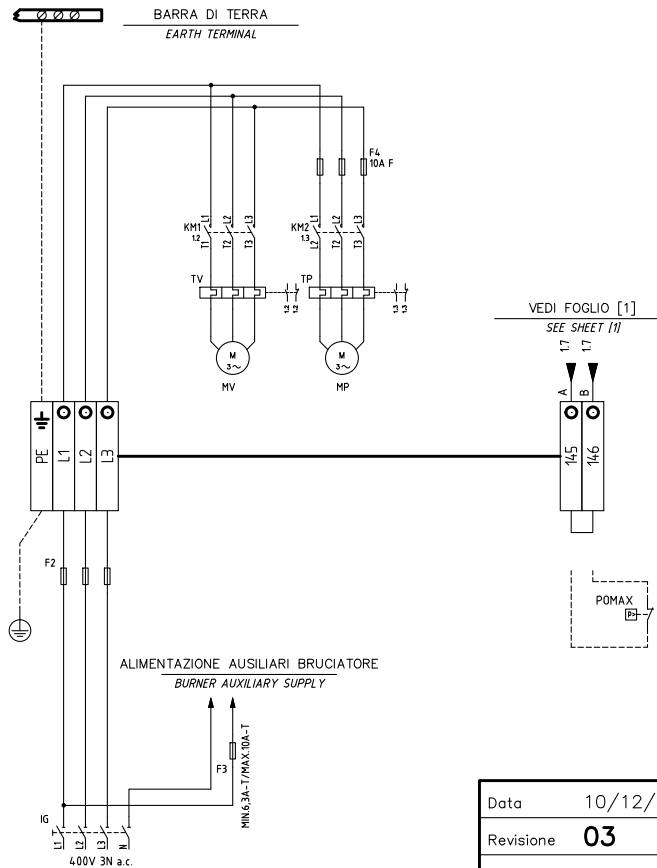 BARRA DI TERRA
EARTH TERMINAL
F4
10A F
KM1
1.2
L1 L2 L3
T1 T2 T3
KM2
1.3
L1 L2 L3
L2 T2 T3
TV
1.2 1.2
TP
1.3 1.3
M
3~
MV
M
3~
MP
VEDI FOGLIO [1]
SEE SHEET [1]
1.7 1.7
A B
PE L1 L2 L3
145 146
F2
POMAX
P>
ALIMENTAZIONE AUSILIARI BRUCIATORE
BURNER AUXILIARY SUPPLY
F3
MIN.6,3A-T/MAX.10A-T
IG
L1 L2 L3 N
400V 3N a.c.
Data 10/12/
Revisione 03